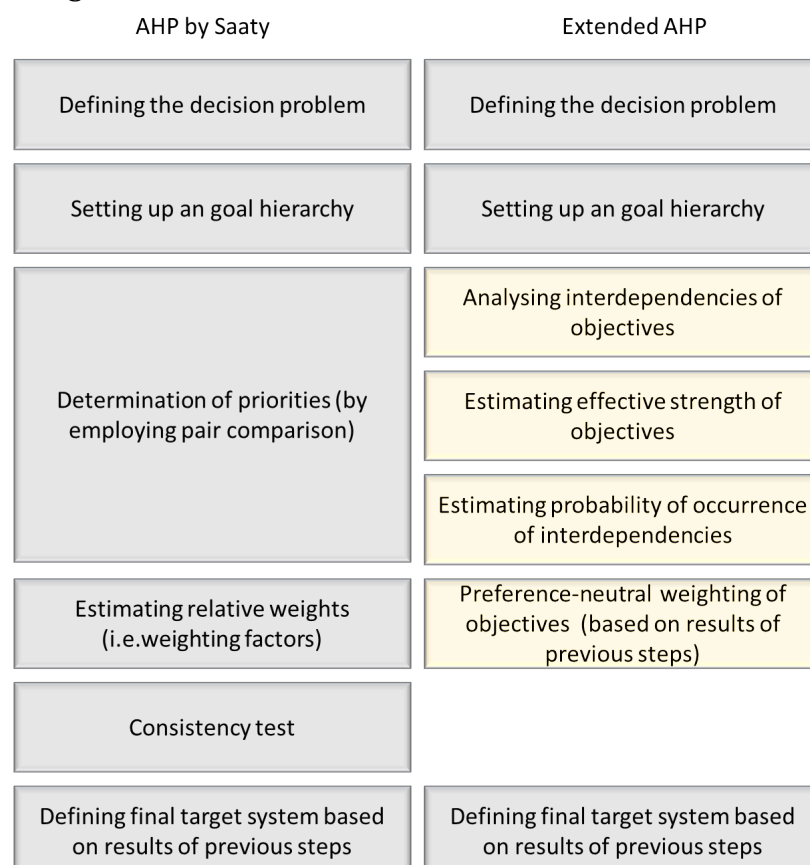 AHP by Saaty
Extended AHP
Defining the decision problem
Defining the decision problem
Setting up an goal hierarchy
Setting up an goal hierarchy
Determination of priorities (by
employing pair comparison)
Analysing interdependencies of
objectives
Estimating effective strength of
objectives
Estimating probability of occurrence
of interdependencies
Estimating relative weights
(i.e.weighting factors)
Preference-neutral weighting of
objectives (based on results of
previous steps)
Consistency test
Defining final target system based
on results of previous steps
Defining final target system based
on results of previous steps